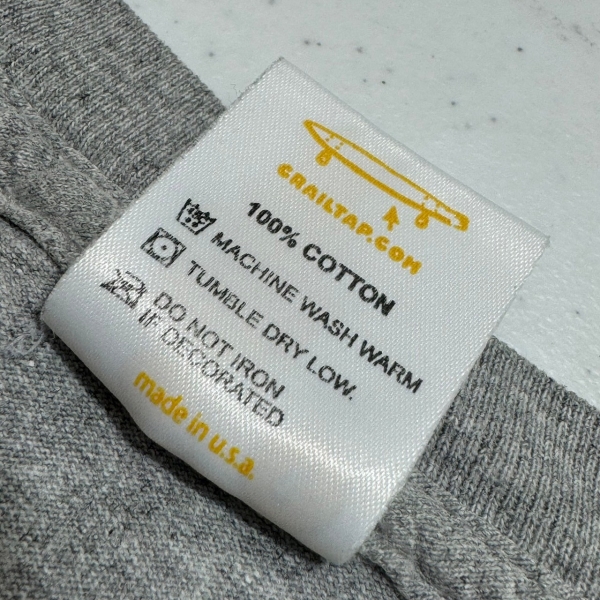 CRAILTAP.COM
100% COTTON
MACHINE WASH WARM
TUMBLE DRY LOW.
DO NOT IRON
IF DECORATED
made in u.s.a.